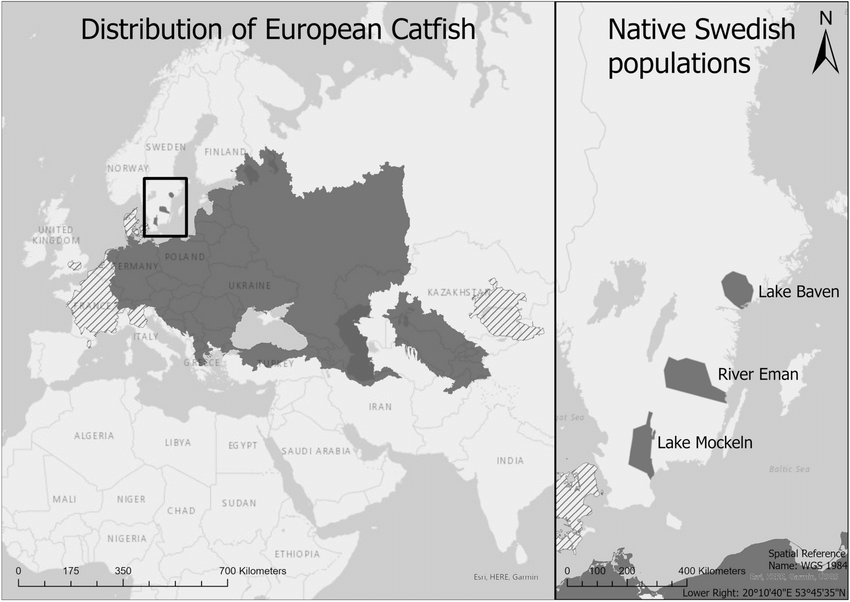 Distribution of European Catfish
SWEDEN
FINLAND
NORWAY
UNITED
KINGDOM
GERMANY
POLAND
UKRAINE
KAZAKHSTAN
FRANCE
ITALY
GREECE
TURKEY
IRAN
ALGERIA
LIBYA
EGYPT
SAUDI ARABIA
INDIA
MALI
NIGER
CHAD
SUDAN
NIGERIA
ETHIOPIA
0 175 350 700 Kilometers
Esri, HERE, Garmin
Native Swedish
populations
N
Lake Baven
River Eman
Lake Mockeln
Baltic Sea
Spatial Reference
Name: WGS 1984
0 100 200 400 Kilometers
Lower Right: 20°10'40"E 53°45'35"N